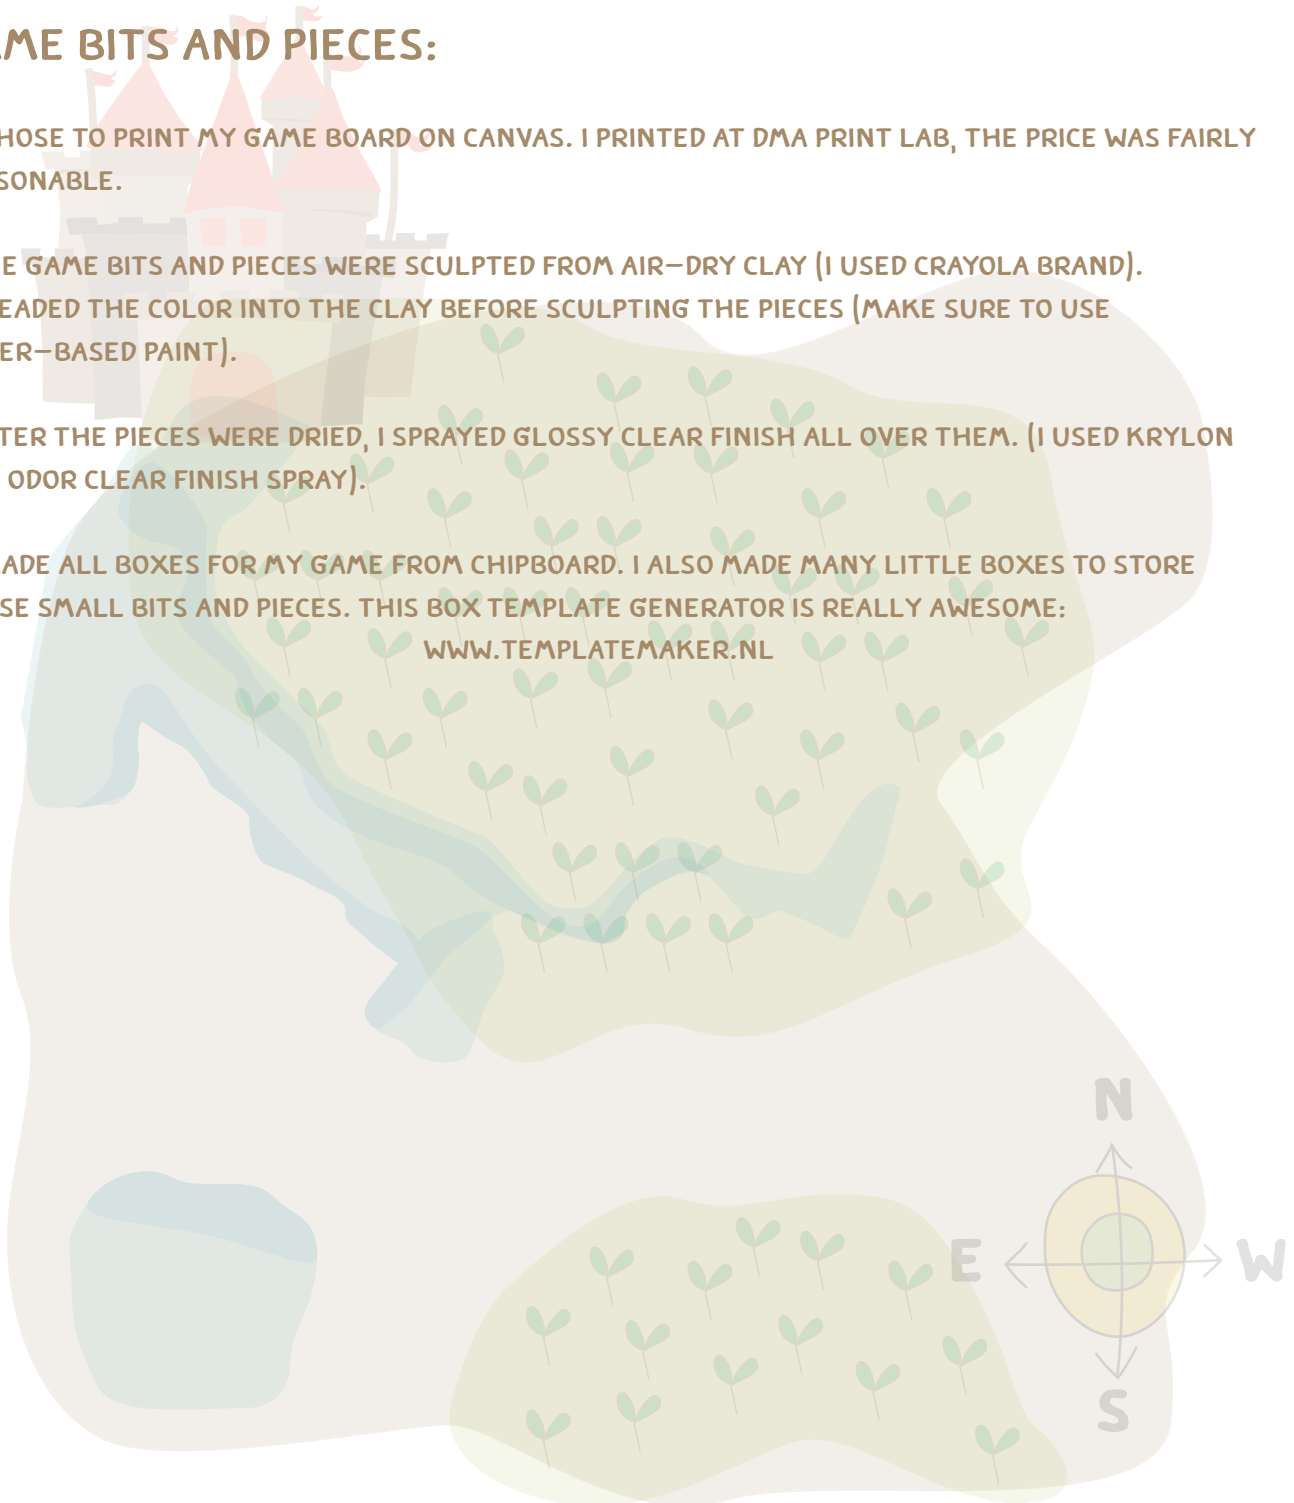 AME BITS AND PIECES:
HOSE TO PRINT MY GAME BOARD ON CANVAS. I PRINTED AT DMA PRINT LAB, THE PRICE WAS FAIRLY
SONABLE.
E GAME BITS AND PIECES WERE SCULPTED FROM AIR-DRY CLAY (I USED CRAYOLA BRAND).
EADED THE COLOR INTO THE CLAY BEFORE SCULPTING THE PIECES (MAKE SURE TO USE
ER-BASED PAINT).
TER THE PIECES WERE DRIED, I SPRAYED GLOSSY CLEAR FINISH ALL OVER THEM. (I USED KRYLON
ODOR CLEAR FINISH SPRAY).
ADE ALL BOXES FOR MY GAME FROM CHIPBOARD. I ALSO MADE MANY LITTLE BOXES TO STORE
SE SMALL BITS AND PIECES. THIS BOX TEMPLATE GENERATOR IS REALLY AWESOME:
WWW.TEMPLATEMAKER.NL
N
E W
S